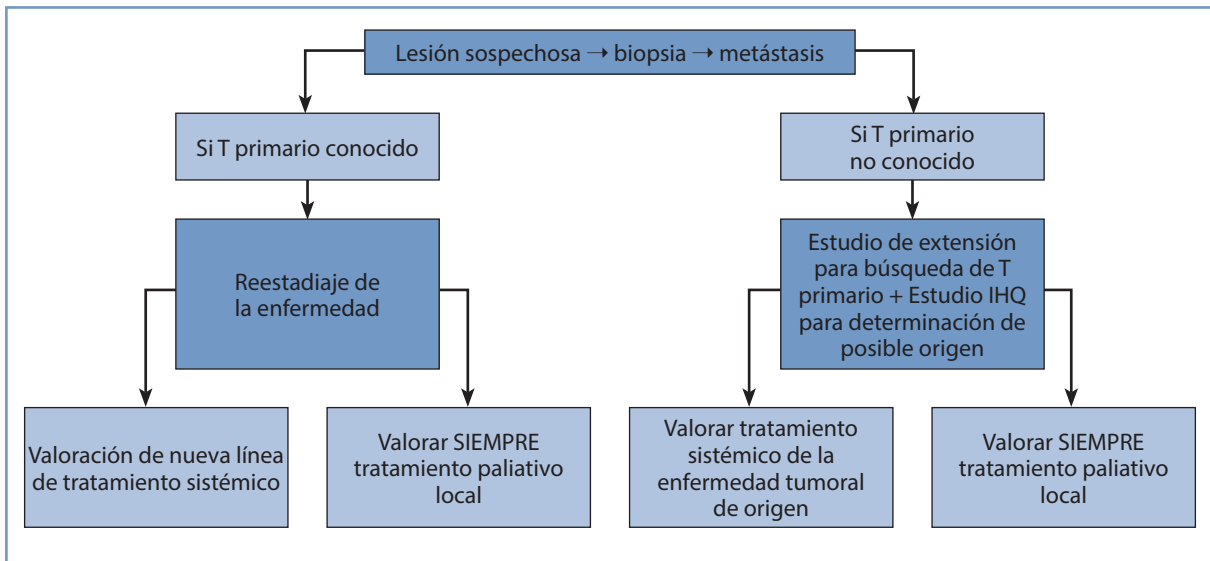 Lesión sospechosa → biopsia → metástasis
Si T primario conocido
Si T primario
no conocido
Reestadiaje de
la enfermedad
Estudio de extensión
para búsqueda de T
primario + Estudio IHQ
para determinación de
posible origen
Valoración de nueva línea
de tratamiento sistémico
Valorar SIEMPRE
tratamiento paliativo
local
Valorar tratamiento
sistémico de la
enfermedad tumoral
de origen
Valorar SIEMPRE
tratamiento paliativo
local